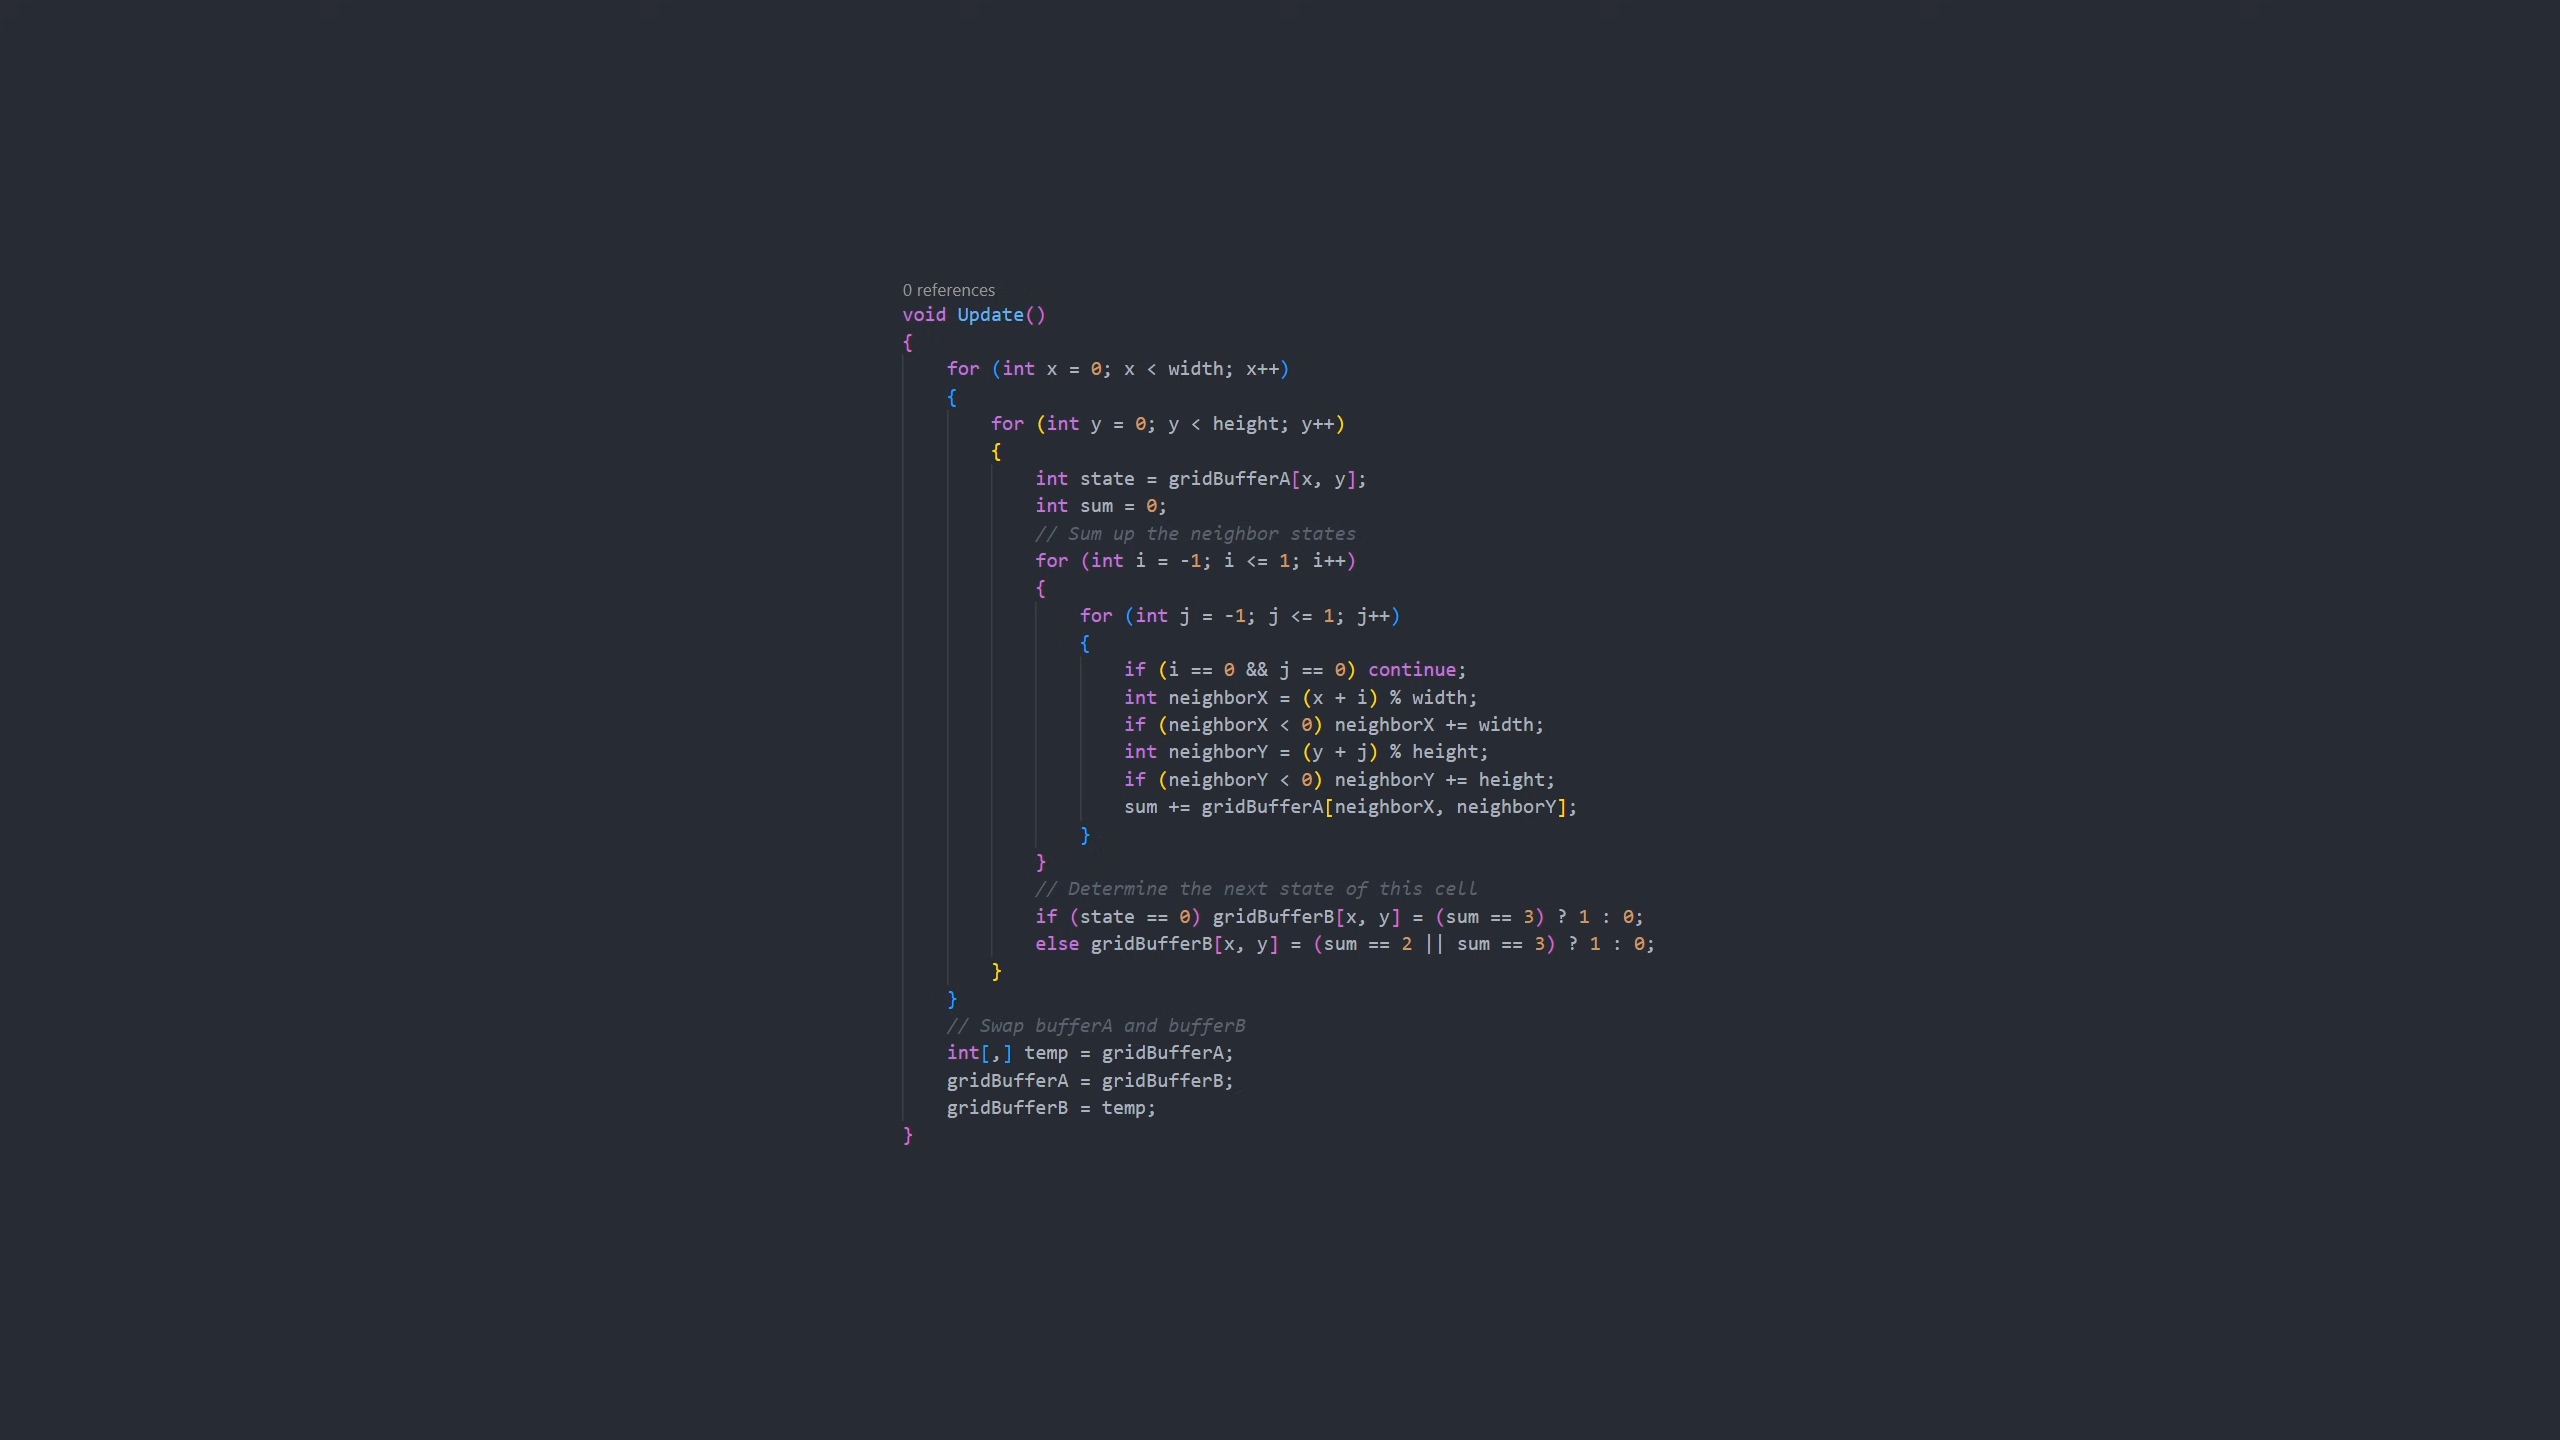 0 references
void Update()
{
for (int x = 0; x < width; x++)
{
for (int y = 0; y < height; y++)
{
int state = gridBufferA[x, y];
int sum = 0;
// Sum up the neighbor states
for (int i = -1; i <= 1; i++)
{
for (int j = -1; j <= 1; j++)
{
if (i == 0 && j == 0) continue;
int neighborX = (x + i) % width;
if (neighborX < 0) neighborX += width;
int neighborY = (y + j) % height;
if (neighborY < 0) neighborY += height;
sum += gridBufferA[neighborX, neighborY];
}
}
// Determine the next state of this cell
if (state == 0) gridBufferB[x, y] = (sum == 3) ? 1 : 0;
else gridBufferB[x, y] = (sum == 2 || sum == 3) ? 1 : 0;
}
}
// Swap bufferA and bufferB
int[,] temp = gridBufferA;
gridBufferA = gridBufferB;
gridBufferB = temp;
}